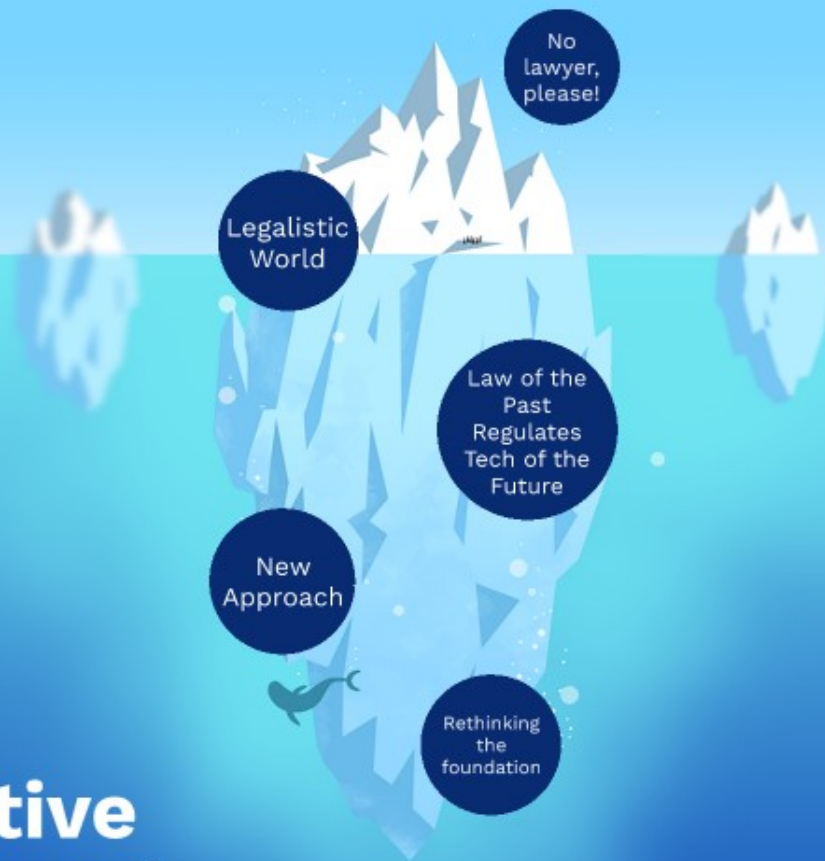 No
lawyer,
please!
Legalistic
World
Law of the
Past
Regulates
Tech of the
Future
New
Approach
Rethinking
the
foundation
tive